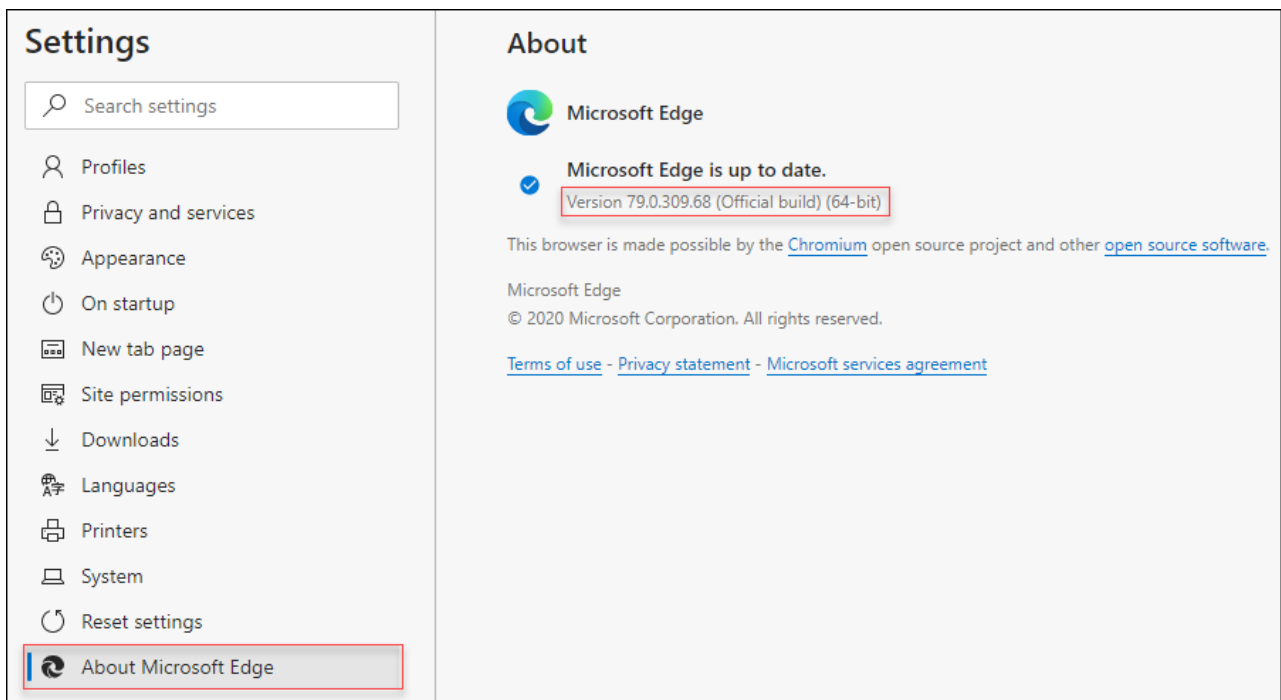 Settings
Search settings
Profiles
Privacy and services
Appearance
On startup
New tab page
Site permissions
Downloads
Languages
Printers
System
Reset settings
About Microsoft Edge
About
Microsoft Edge
Microsoft Edge is up to date.
Version 79.0.309.68 (Official build) (64-bit)
This browser is made possible by the Chromium open source project and other open source software.
Microsoft Edge
© 2020 Microsoft Corporation. All rights reserved.
Terms of use - Privacy statement - Microsoft services agreement